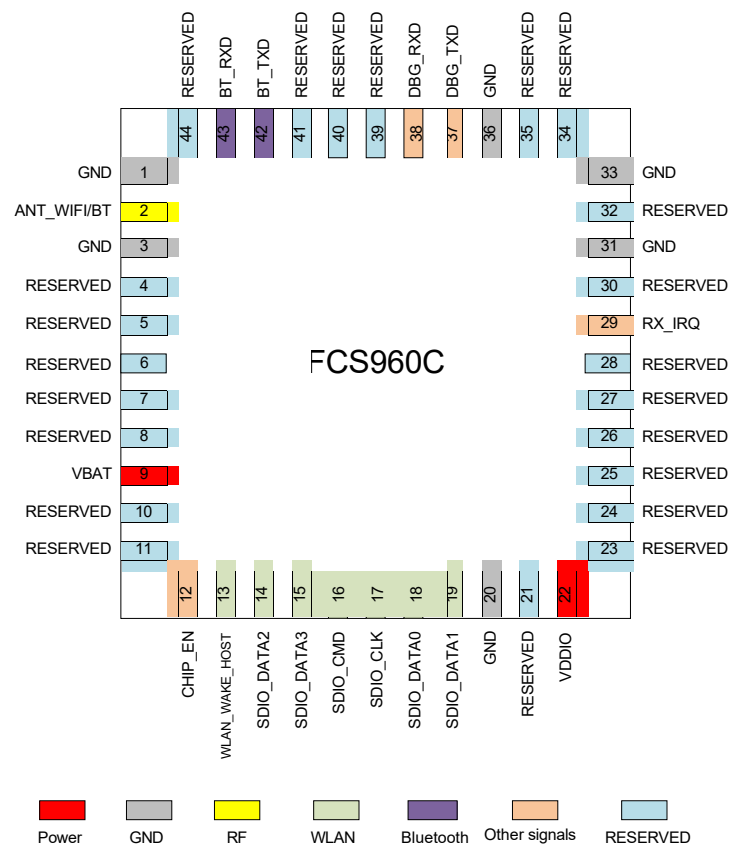 RESERVED
BT_RXD
BT_TXD
RESERVED
RESERVED
RESERVED
DBG_RXD
DBG_TXD
GND
RESERVED
RESERVED
44
43
42
41
40
39
38
37
36
35
34
GND 1
ANT_WIFI/BT 2
GND 3
RESERVED 4
RESERVED 5
RESERVED 6
RESERVED 7
RESERVED 8
VBAT 9
RESERVED 10
RESERVED 11
FCS960C
33 GND
32 RESERVED
31 GND
30 RESERVED
29 RX_IRQ
28 RESERVED
27 RESERVED
26 RESERVED
25 RESERVED
24 RESERVED
23 RESERVED
12
13
14
15
16
17
18
19
20
21
22
CHIP_EN
WLAN_WAKE_HOST
SDIO_DATA2
SDIO_DATA3
SDIO_CMD
SDIO_CLK
SDIO_DATA0
SDIO_DATA1
GND
RESERVED
VDDIO
Power
GND
RF
WLAN
Bluetooth
Other signals
RESERVED